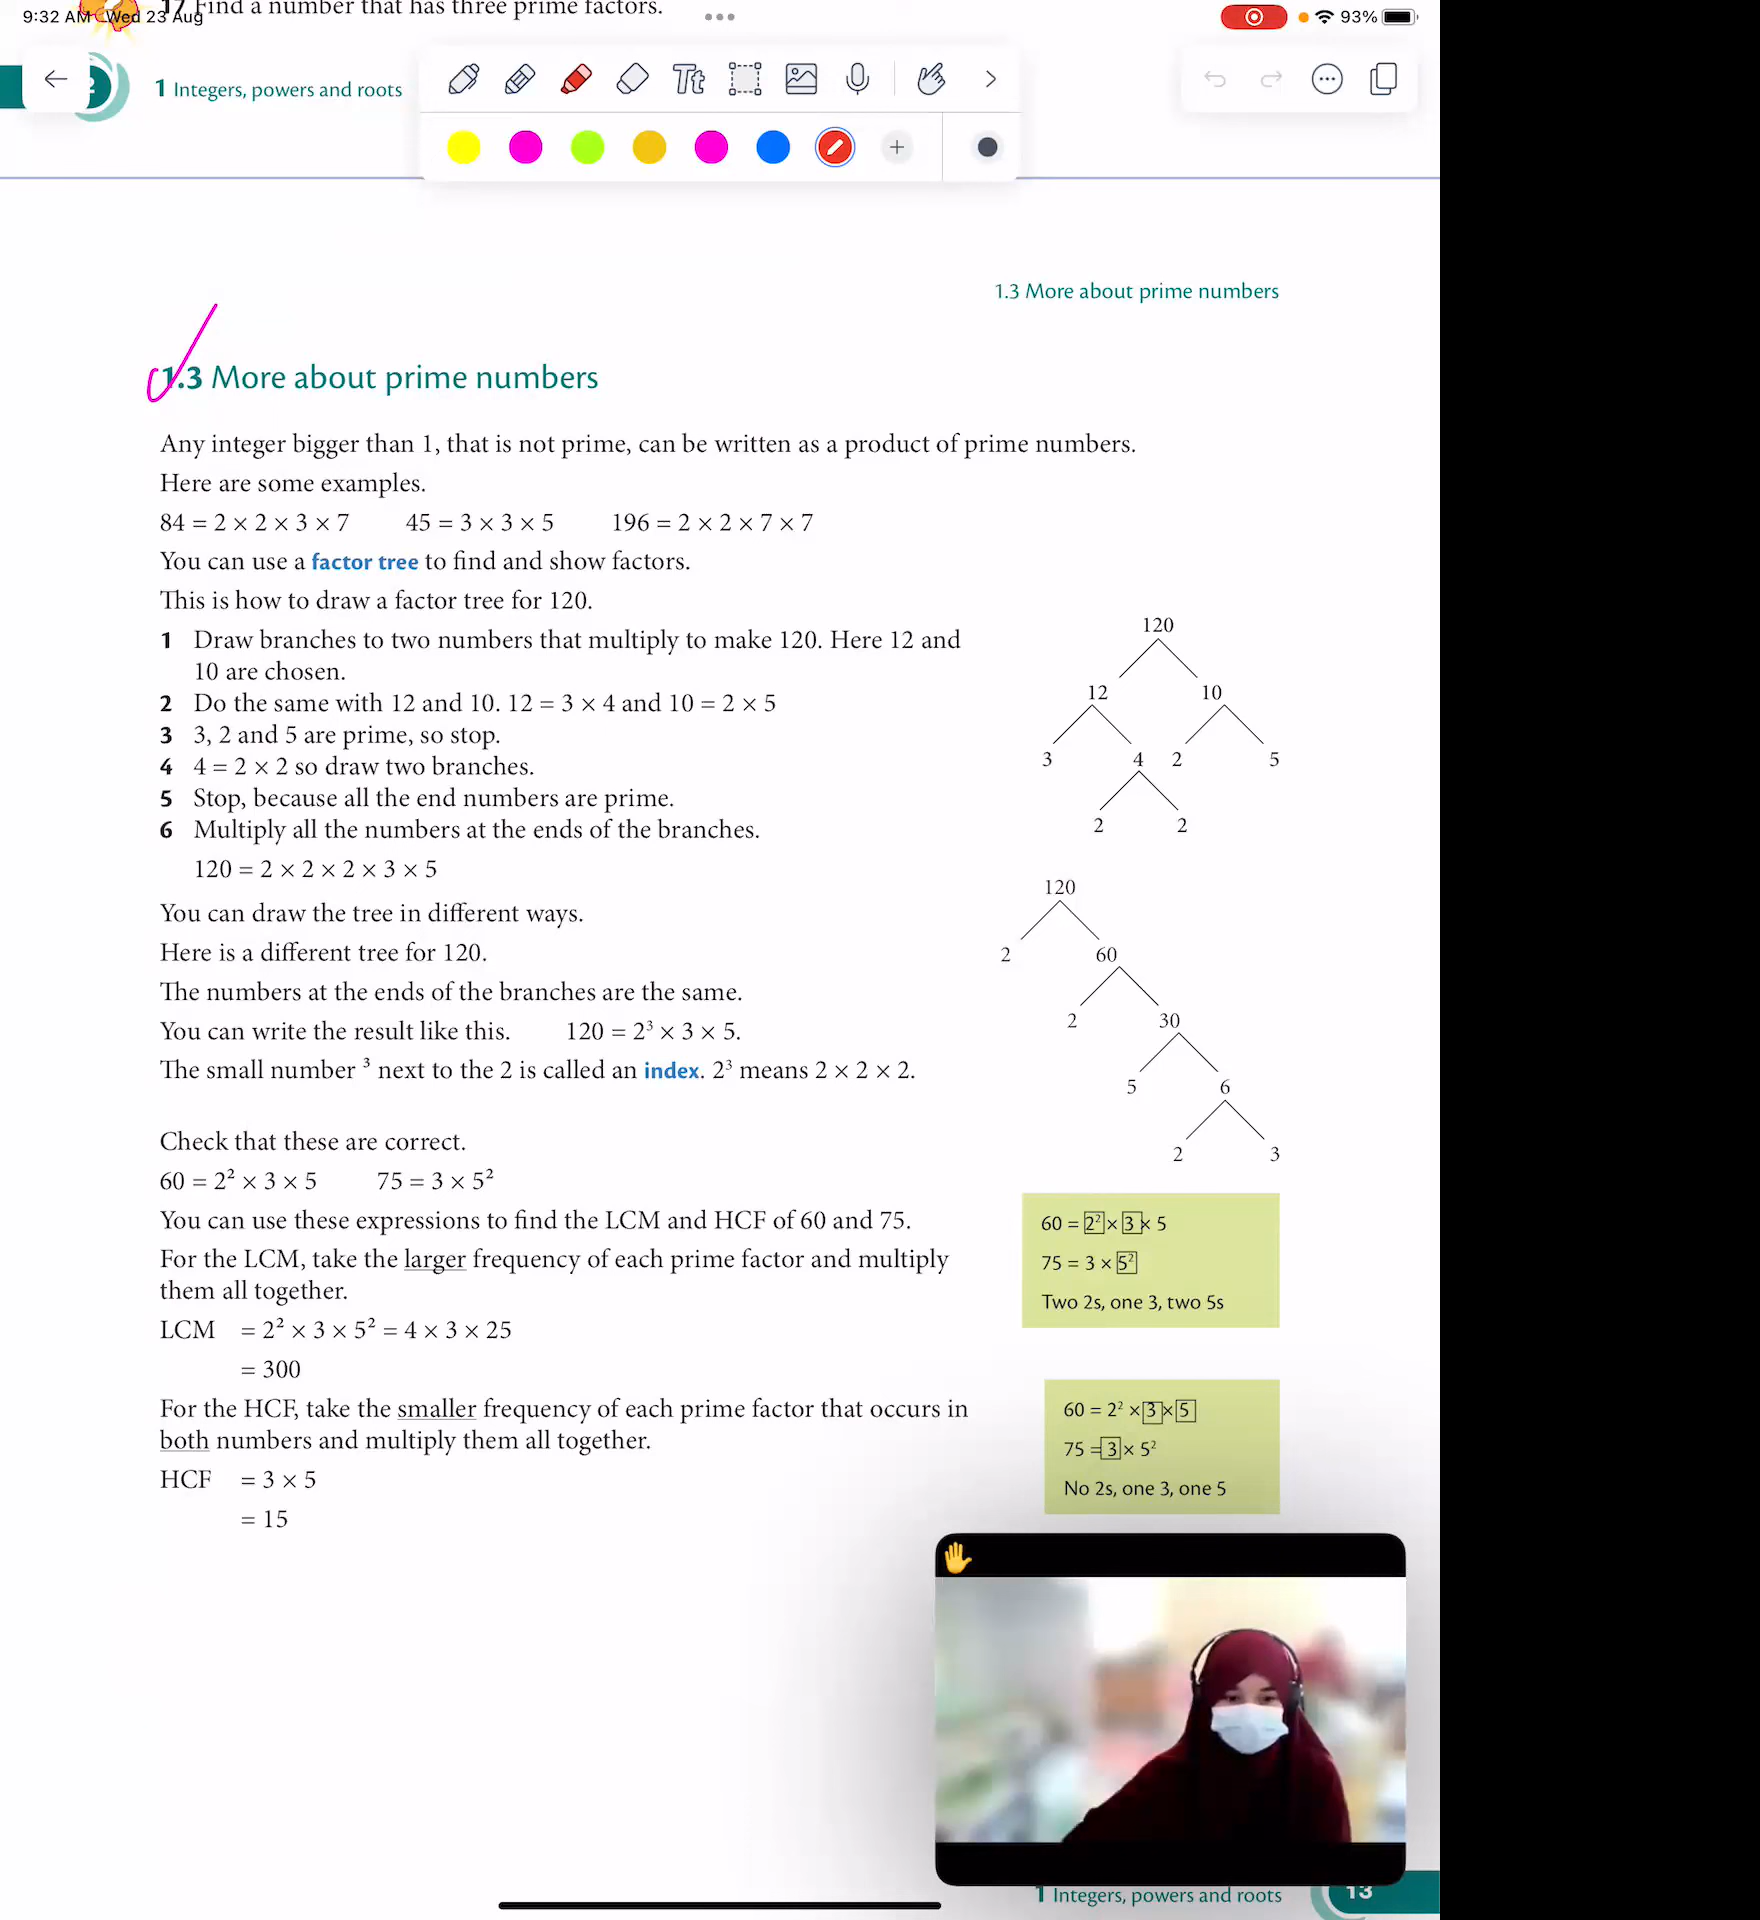 17 Find a number that has three prime factors.
9:32 AM Wed 23 Aug
93%
2
1 Integers, powers and roots
Tt
1.3 More about prime numbers
1.3 More about prime numbers
Any integer bigger than 1, that is not prime, can be written as a product of prime numbers.
Here are some examples.
84 = 2 × 2 × 3 × 7 45 = 3 × 3 × 5 196 = 2 × 2 × 7 × 7
You can use a factor tree to find and show factors.
This is how to draw a factor tree for 120.
1 Draw branches to two numbers that multiply to make 120. Here 12 and
10 are chosen.
2 Do the same with 12 and 10. 12 = 3 × 4 and 10 = 2 × 5
3 3, 2 and 5 are prime, so stop.
4 4 = 2 × 2 so draw two branches.
5 Stop, because all the end numbers are prime.
6 Multiply all the numbers at the ends of the branches.
120 = 2 × 2 × 2 × 3 × 5
120
12 10
3 4 2 5
2 2
You can draw the tree in different ways.
Here is a different tree for 120.
The numbers at the ends of the branches are the same.
You can write the result like this. 120 = 2³ × 3 × 5.
The small number ³ next to the 2 is called an index. 2³ means 2 × 2 × 2.
120
2 60
2 30
5 6
2 3
Check that these are correct.
60 = 2² × 3 × 5 75 = 3 × 5²
You can use these expressions to find the LCM and HCF of 60 and 75.
For the LCM, take the larger frequency of each prime factor and multiply
them all together.
LCM = 2² × 3 × 5² = 4 × 3 × 25
= 300
60 = 2² × 3 × 5
75 = 3 × 5²
Two 2s, one 3, two 5s
For the HCF, take the smaller frequency of each prime factor that occurs in
both numbers and multiply them all together.
HCF = 3 × 5
= 15
60 = 2² × 3 × 5
75 = 3 × 5²
No 2s, one 3, one 5
1 Integers, powers and roots
13